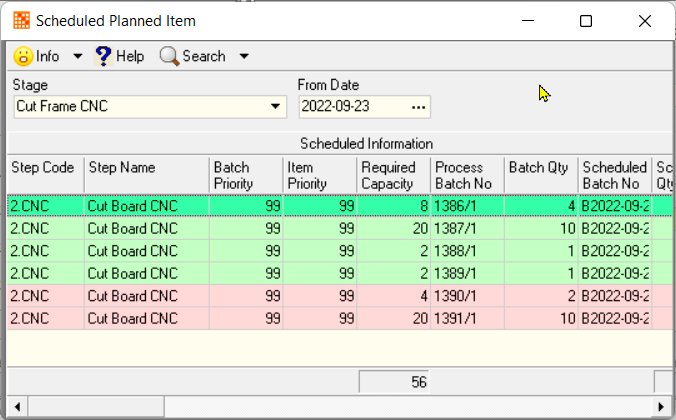 Scheduled Planned Item
Info Help Search
Stage From Date
Cut Frame CNC 2022-09-23 ...
Scheduled Information
Step Code Step Name Batch Priority Item Priority Required Capacity Process Batch No Batch Qty Scheduled Batch No
2.CNC Cut Board CNC 99 99 8 1386/1 4 B2022-09-2
2.CNC Cut Board CNC 99 99 20 1387/1 10 B2022-09-2
2.CNC Cut Board CNC 99 99 2 1388/1 1 B2022-09-2
2.CNC Cut Board CNC 99 99 2 1389/1 1 B2022-09-2
2.CNC Cut Board CNC 99 99 4 1390/1 2 B2022-09-2
2.CNC Cut Board CNC 99 99 20 1391/1 10 B2022-09-2
56